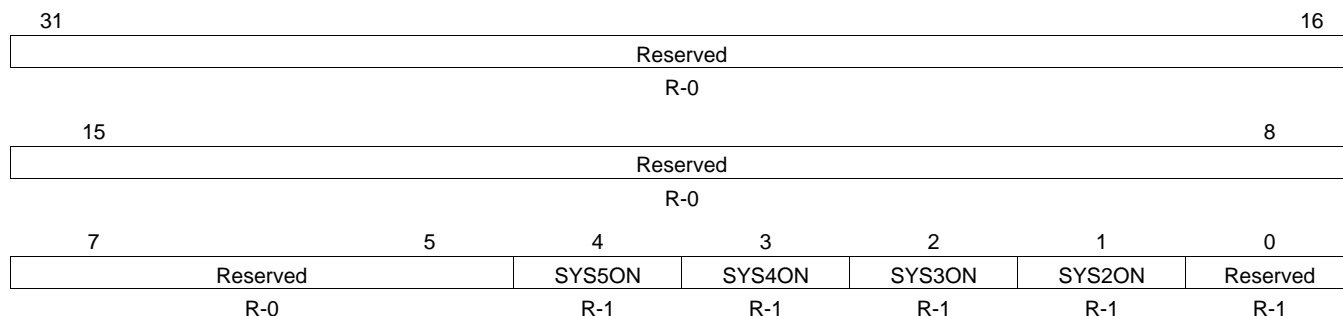 31 16
Reserved
R-0
15 8
Reserved
R-0
7 5 4 3 2 1 0
Reserved SYS5ON SYS4ON SYS3ON SYS2ON Reserved
R-0 R-1 R-1 R-1 R-1 R-1